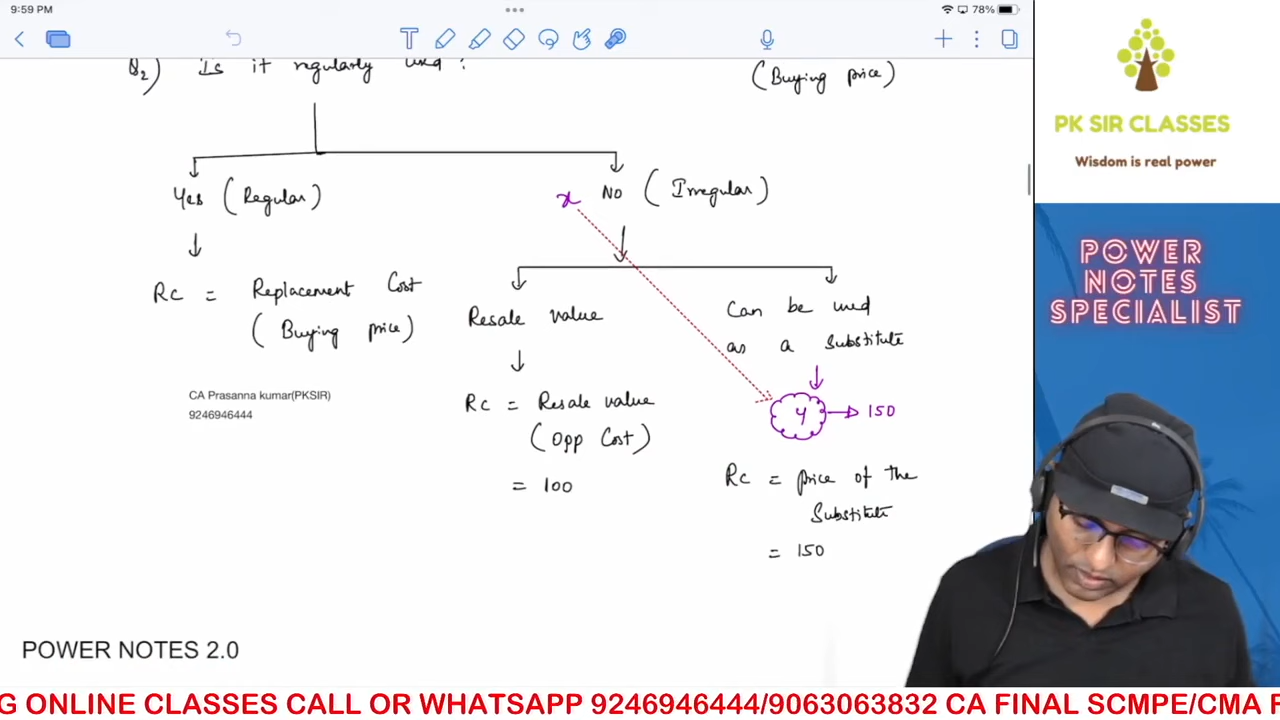 9:59 PM
78%
Q2) Is it regularly used?
(Buying price)
Yes (Regular)
x No (Irregular)
RC = Replacement Cost
(Buying price)
Resale value
Can be used
as a substitute
RC = Resale value
(Opp Cost)
= 100
Y → 150
RC = price of the
Substitute
= 150
CA Prasanna kumar(PKSIR)
9246946444
POWER NOTES 2.0
PK SIR CLASSES
Wisdom is real power
POWER
NOTES
SPECIALIST
G ONLINE CLASSES CALL OR WHATSAPP 9246946444/9063063832 CA FINAL SCMPE/CMA F